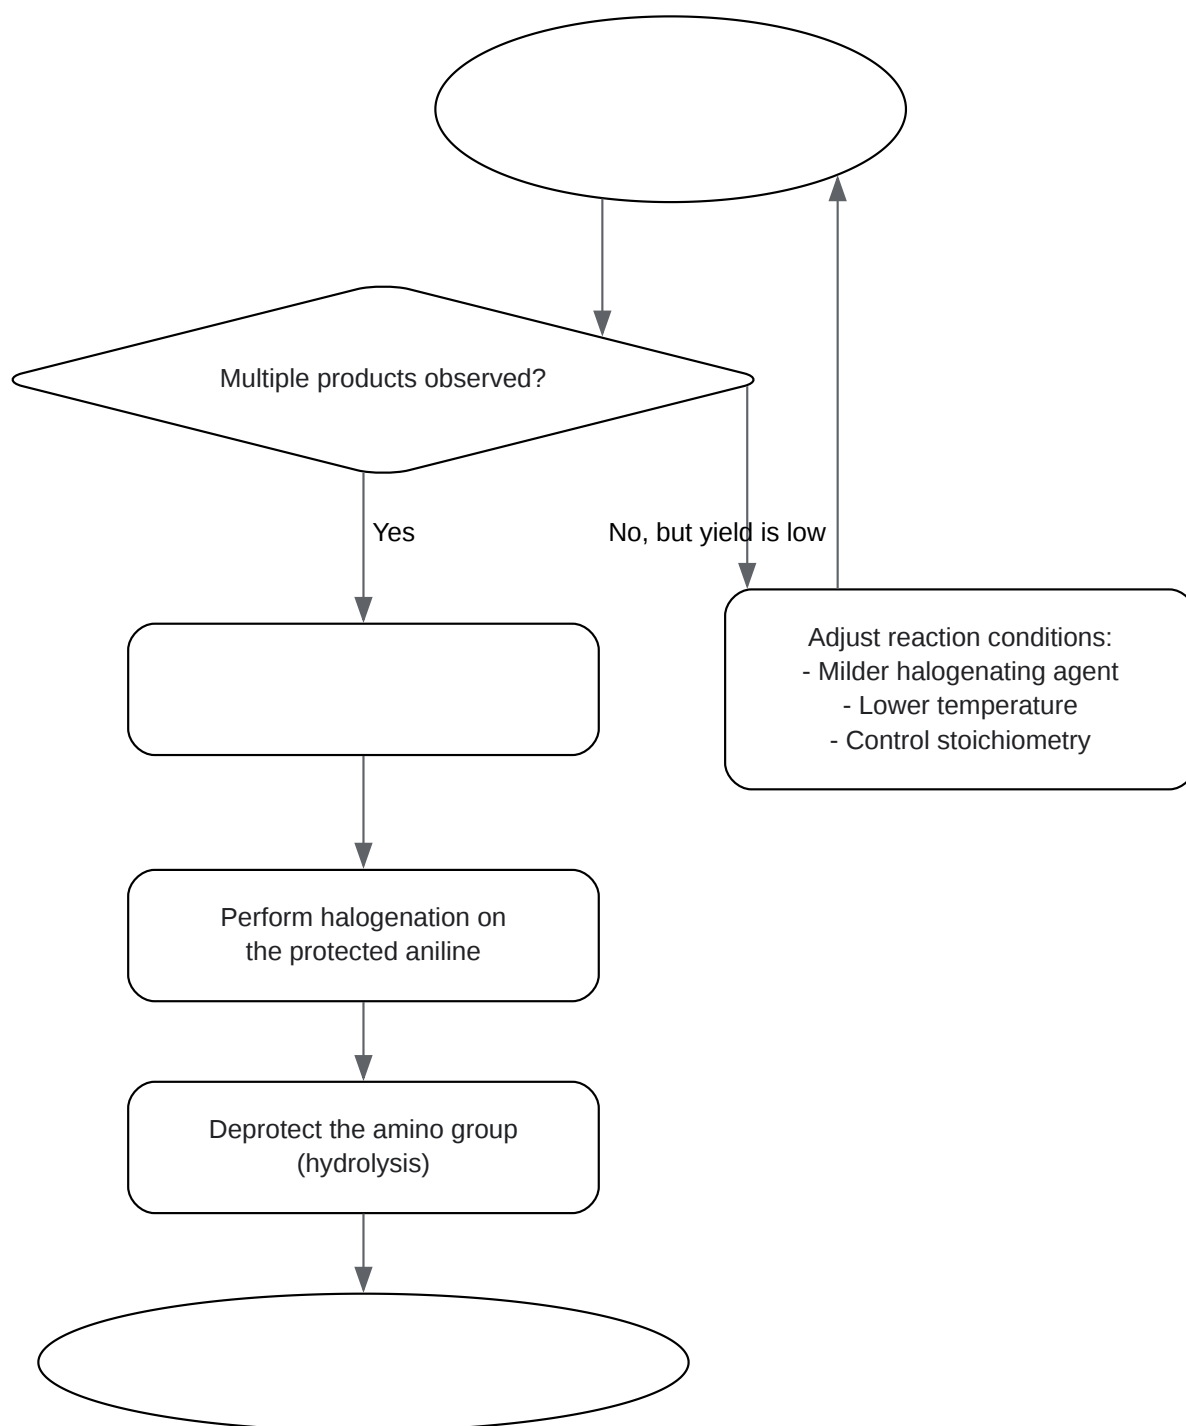 Multiple products observed?
Yes
No, but yield is low
Adjust reaction conditions:
- Milder halogenating agent
- Lower temperature
- Control stoichiometry
Perform halogenation on
the protected aniline
Deprotect the amino group
(hydrolysis)